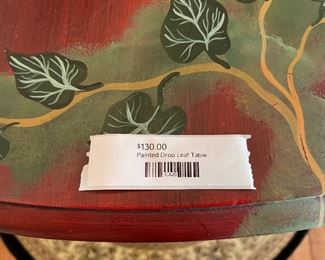 $130.00
Painted Drop Leaf Table